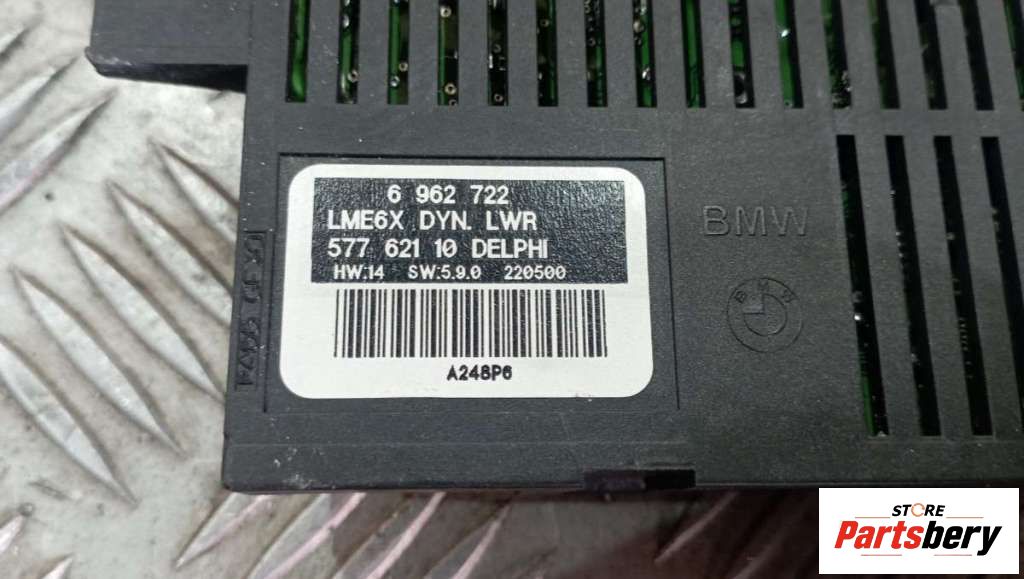 6 962 722
LME6X DYN. LWR
577 621 10 DELPHI
HW:14 SW:5.9.0 220500
A248P6
BMW
BMW
STORE
Partsbery